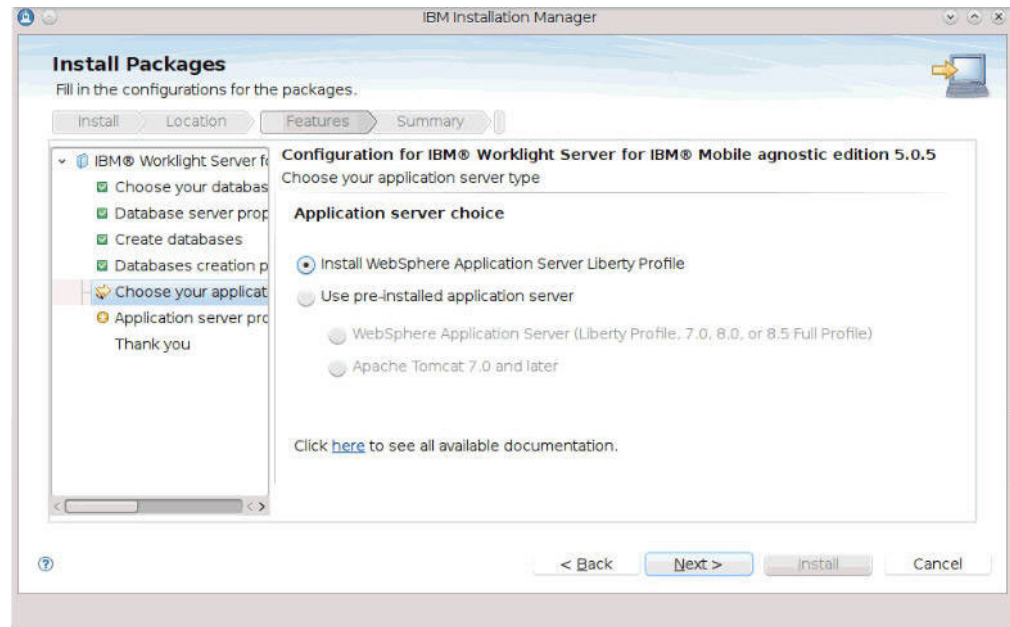 IBM Installation Manager
Install Packages
Fill in the configurations for the packages.
Install Location Features Summary
IBM® Worklight Server fo
Choose your databas
Database server prop
Create databases
Databases creation p
Choose your applicat
Application server pro
Thank you
Configuration for IBM® Worklight Server for IBM® Mobile agnostic edition 5.0.5
Choose your application server type
Application server choice
Install WebSphere Application Server Liberty Profile
Use pre-installed application server
WebSphere Application Server (Liberty Profile, 7.0, 8.0, or 8.5 Full Profile)
Apache Tomcat 7.0 and later
Click here to see all available documentation.
< Back Next > Install Cancel